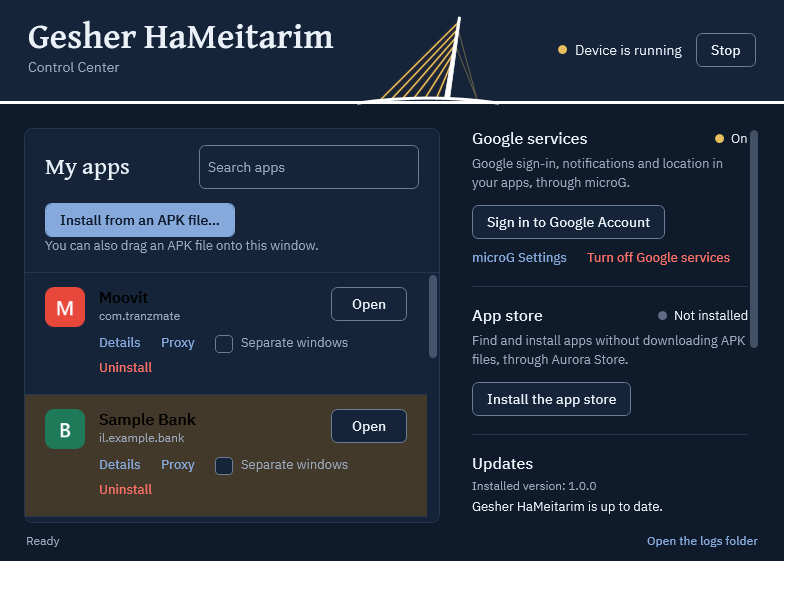 Gesher HaMeitarim
Control Center
Device is running
Stop
My apps
Search apps
Install from an APK file...
You can also drag an APK file onto this window.
M
Moovit
com.tranzmate
Open
Details
Proxy
Separate windows
Uninstall
B
Sample Bank
il.example.bank
Open
Details
Proxy
Separate windows
Uninstall
Google services
On
Google sign-in, notifications and location in
your apps, through microG.
Sign in to Google Account
microG Settings
Turn off Google services
App store
Not installed
Find and install apps without downloading APK
files, through Aurora Store.
Install the app store
Updates
Installed version: 1.0.0
Gesher HaMeitarim is up to date.
Ready
Open the logs folder